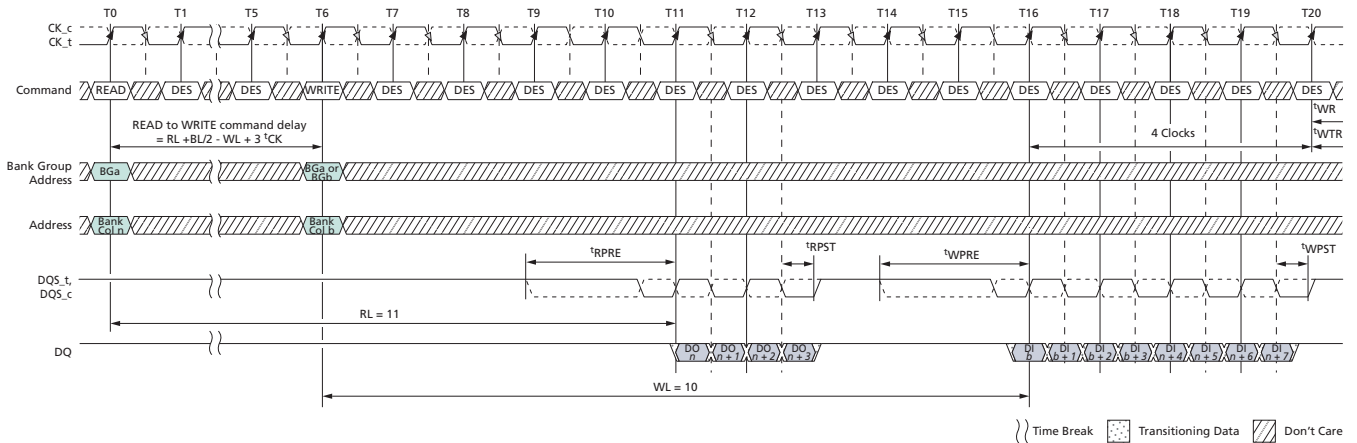 T0 T1 T5 T6 T7 T8 T9 T10 T11 T12 T13 T14 T15 T16 T17 T18 T19 T20
CK_c
CK_t
Command READ DES DES WRITE DES DES DES DES DES DES DES DES DES DES DES DES DES DES
tWR
READ to WRITE command delay
= RL +BL/2 - WL + 3 tCK
4 Clocks
tWTR
Bank Group
Address
BGa
BGa or
BGb
Address
Bank
Col n
Bank
Col b
tRPRE
tRPST
tWPRE
tWPST
DQS_t,
DQS_c
RL = 11
DQ
DO
n
DO
n + 1
DO
n + 2
DO
n + 3
DI
b
DI
b + 1
DI
b + 2
DI
b + 3
DI
n + 4
DI
n + 5
DI
n + 6
DI
n + 7
WL = 10
Time Break Transitioning Data Don't Care